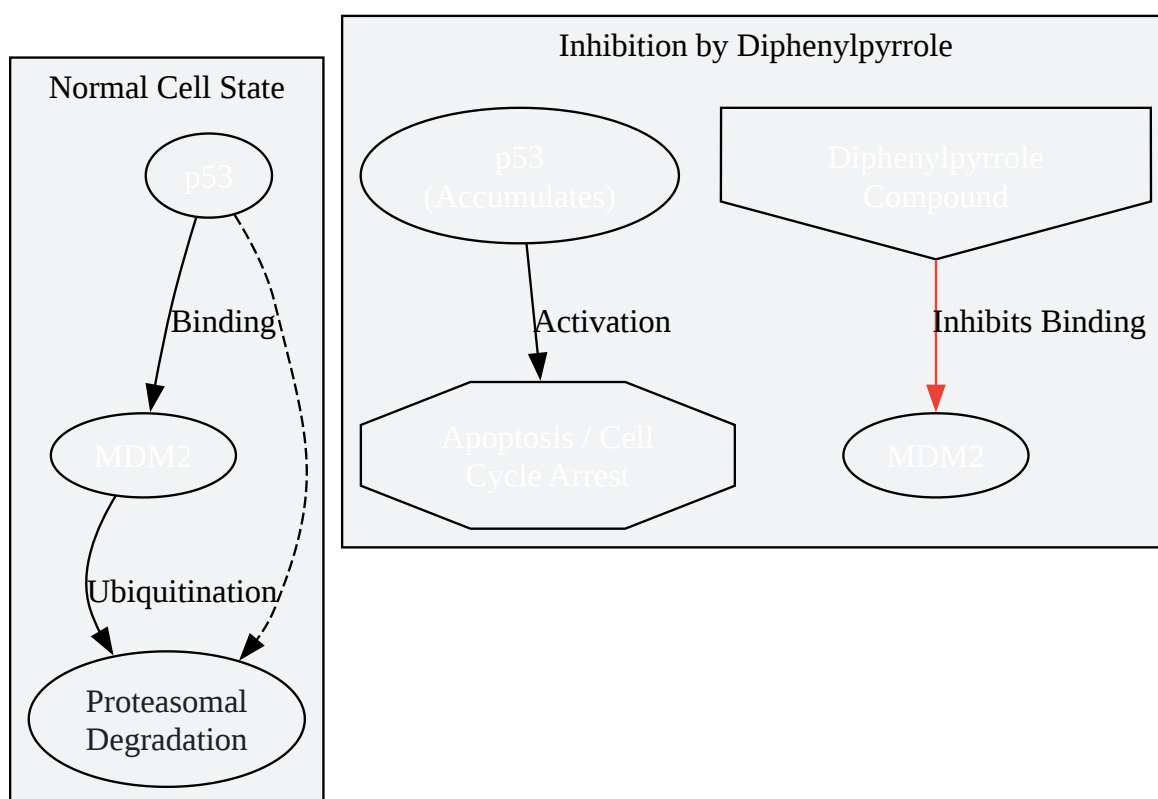 Normal Cell State
p53
Binding
MDM2
Ubiquitination
Proteasomal
Degradation
Inhibition by Diphenylpyrrole
p53
(Accumulates)
Activation
Apoptosis / Cell
Cycle Arrest
Diphenylpyrrole
Compound
Inhibits Binding
MDM2